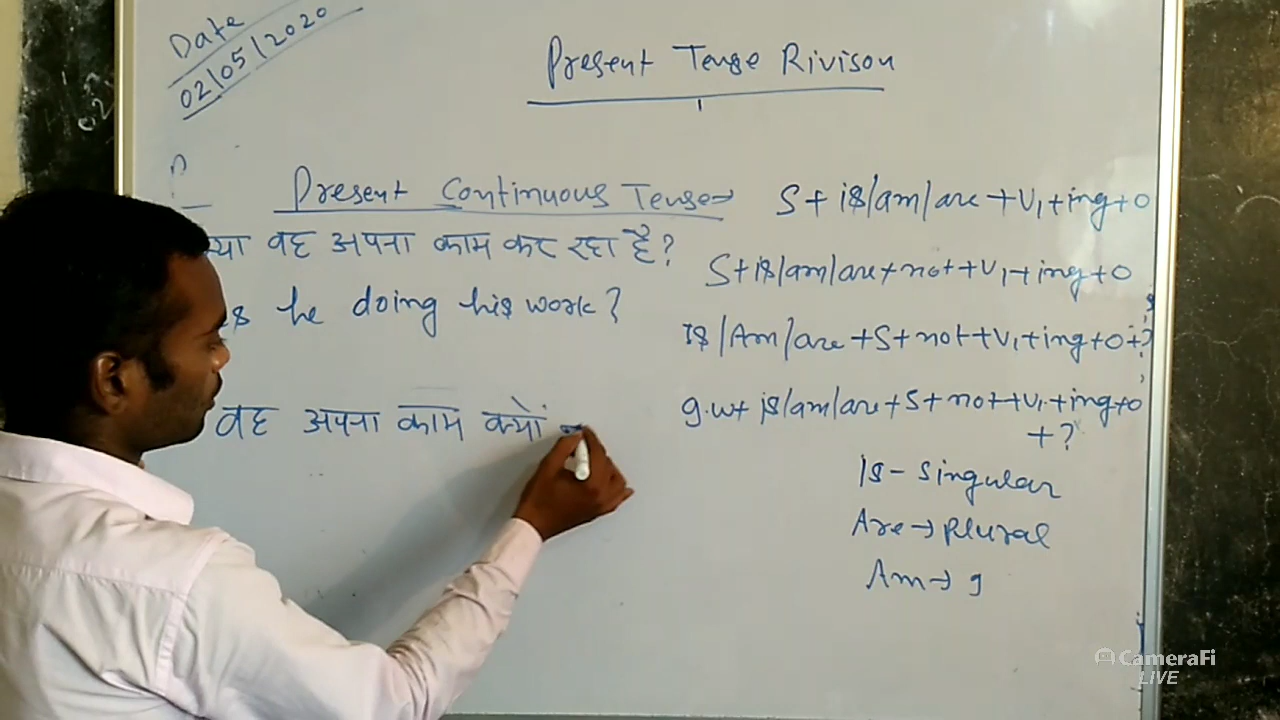 Date
02/05/2020
Present Tense Rivison
Present Continuous Tense→ S+is/am/are+V₁+ing+o
क्या वह अपना काम कर रहा है?
S+is/am/are+not+V₁+ing+o
is he doing his work?
is/Am/are+S+not+V₁+ing+o+?
वह अपना काम क्यों
q.w+is/am/are+S+not+V₁+ing+o
+?
is-singular
Are→plural
Am→g
CameraFi
LIVE